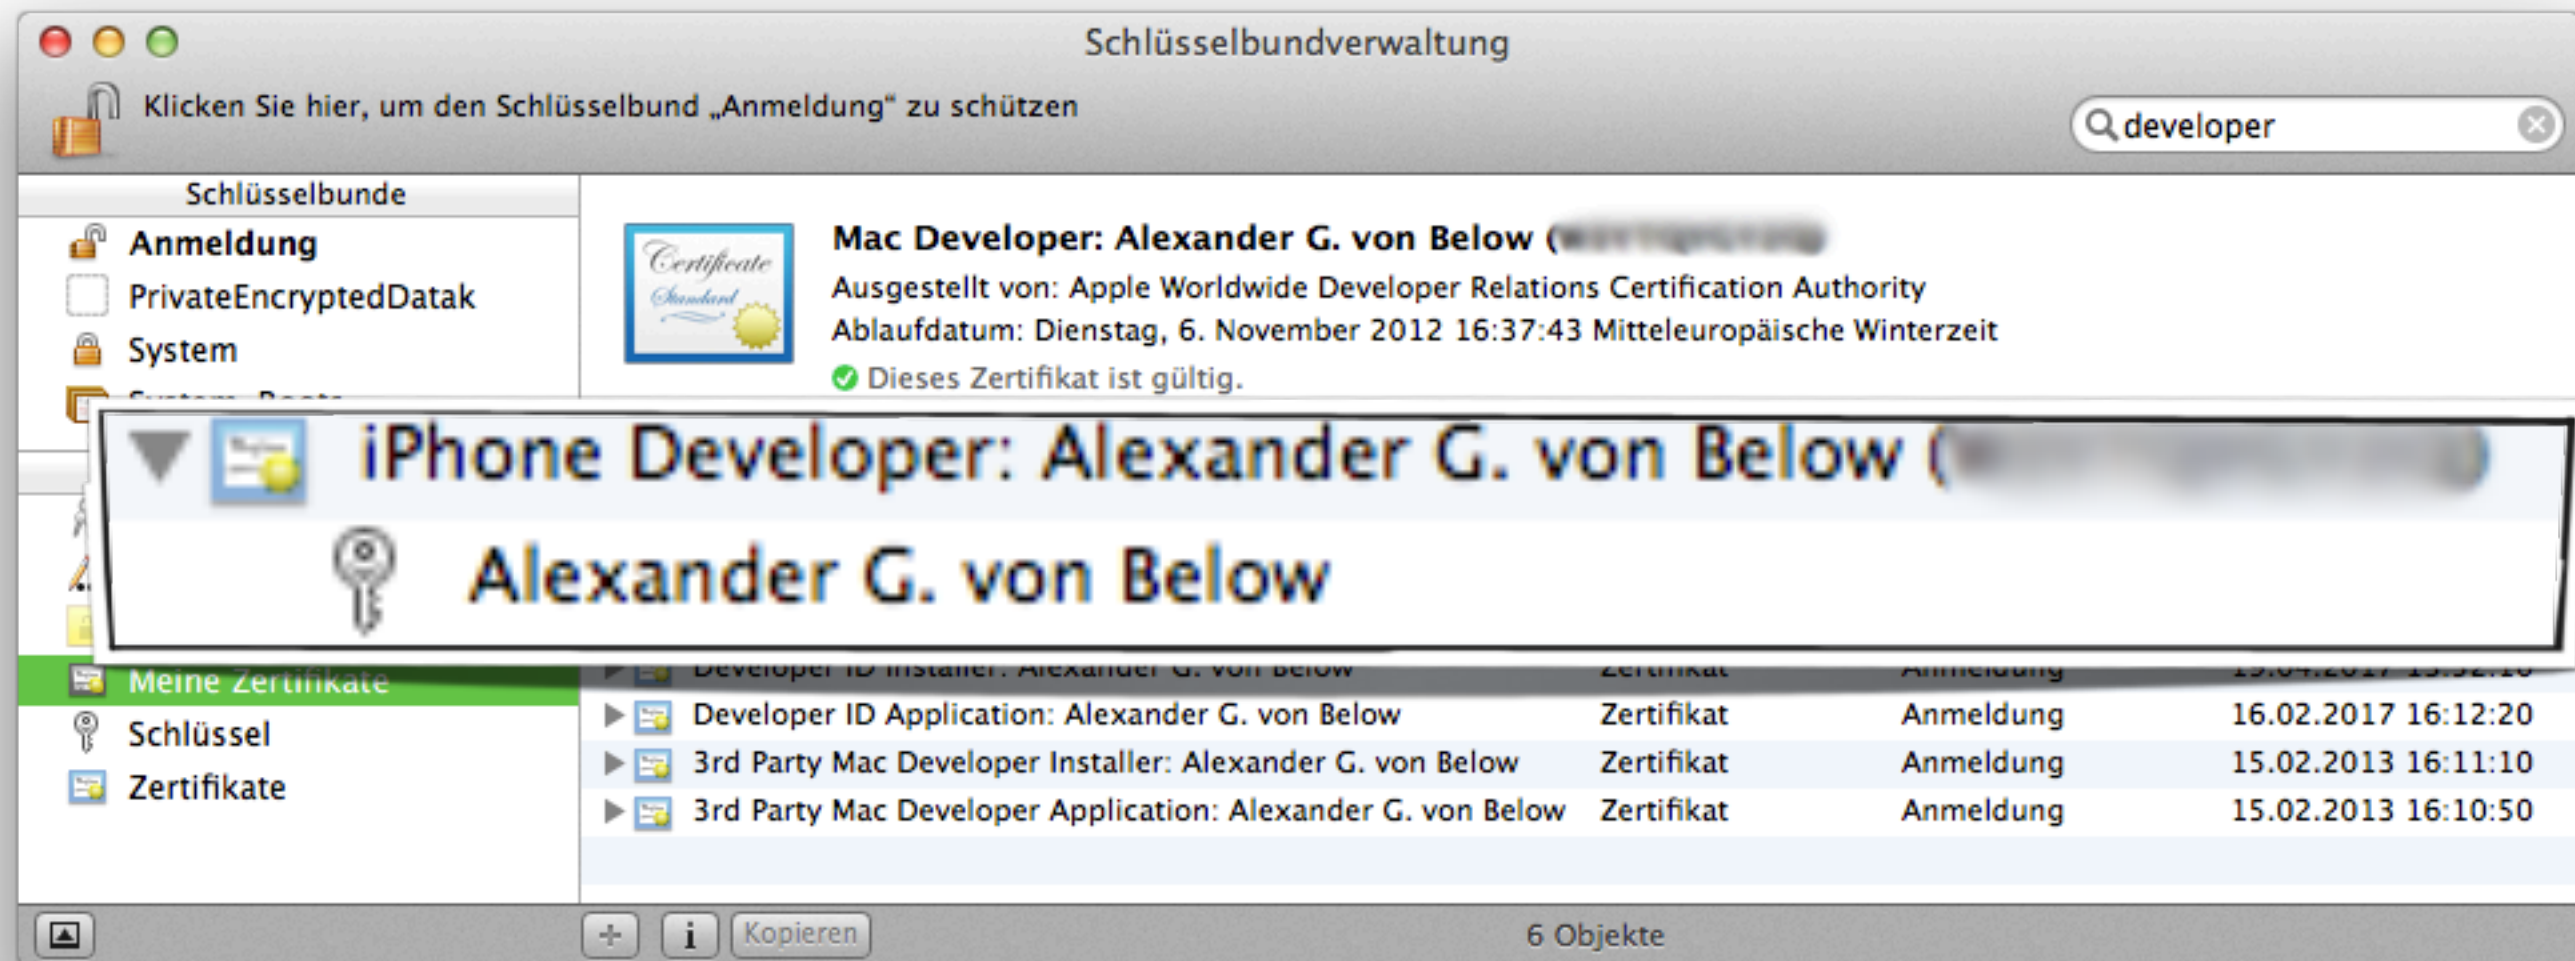 Schlüsselbundverwaltung
Klicken Sie hier, um den Schlüsselbund „Anmeldung“ zu schützen
developer
Schlüsselbunde
Anmeldung
PrivateEncryptedDatak
System
System-Roots
Certificate
Standard
Mac Developer: Alexander G. von Below (
Ausgestellt von: Apple Worldwide Developer Relations Certification Authority
Ablaufdatum: Dienstag, 6. November 2012 16:37:43 Mitteleuropäische Winterzeit
Dieses Zertifikat ist gültig.
iPhone Developer: Alexander G. von Below ( )
Alexander G. von Below
Meine Zertifikate
Schlüssel
Zertifikate
Developer ID Installer: Alexander G. von Below Zertifikat Anmeldung
Developer ID Application: Alexander G. von Below Zertifikat Anmeldung 16.02.2017 16:12:20
3rd Party Mac Developer Installer: Alexander G. von Below Zertifikat Anmeldung 15.02.2013 16:11:10
3rd Party Mac Developer Application: Alexander G. von Below Zertifikat Anmeldung 15.02.2013 16:10:50
Kopieren
6 Objekte